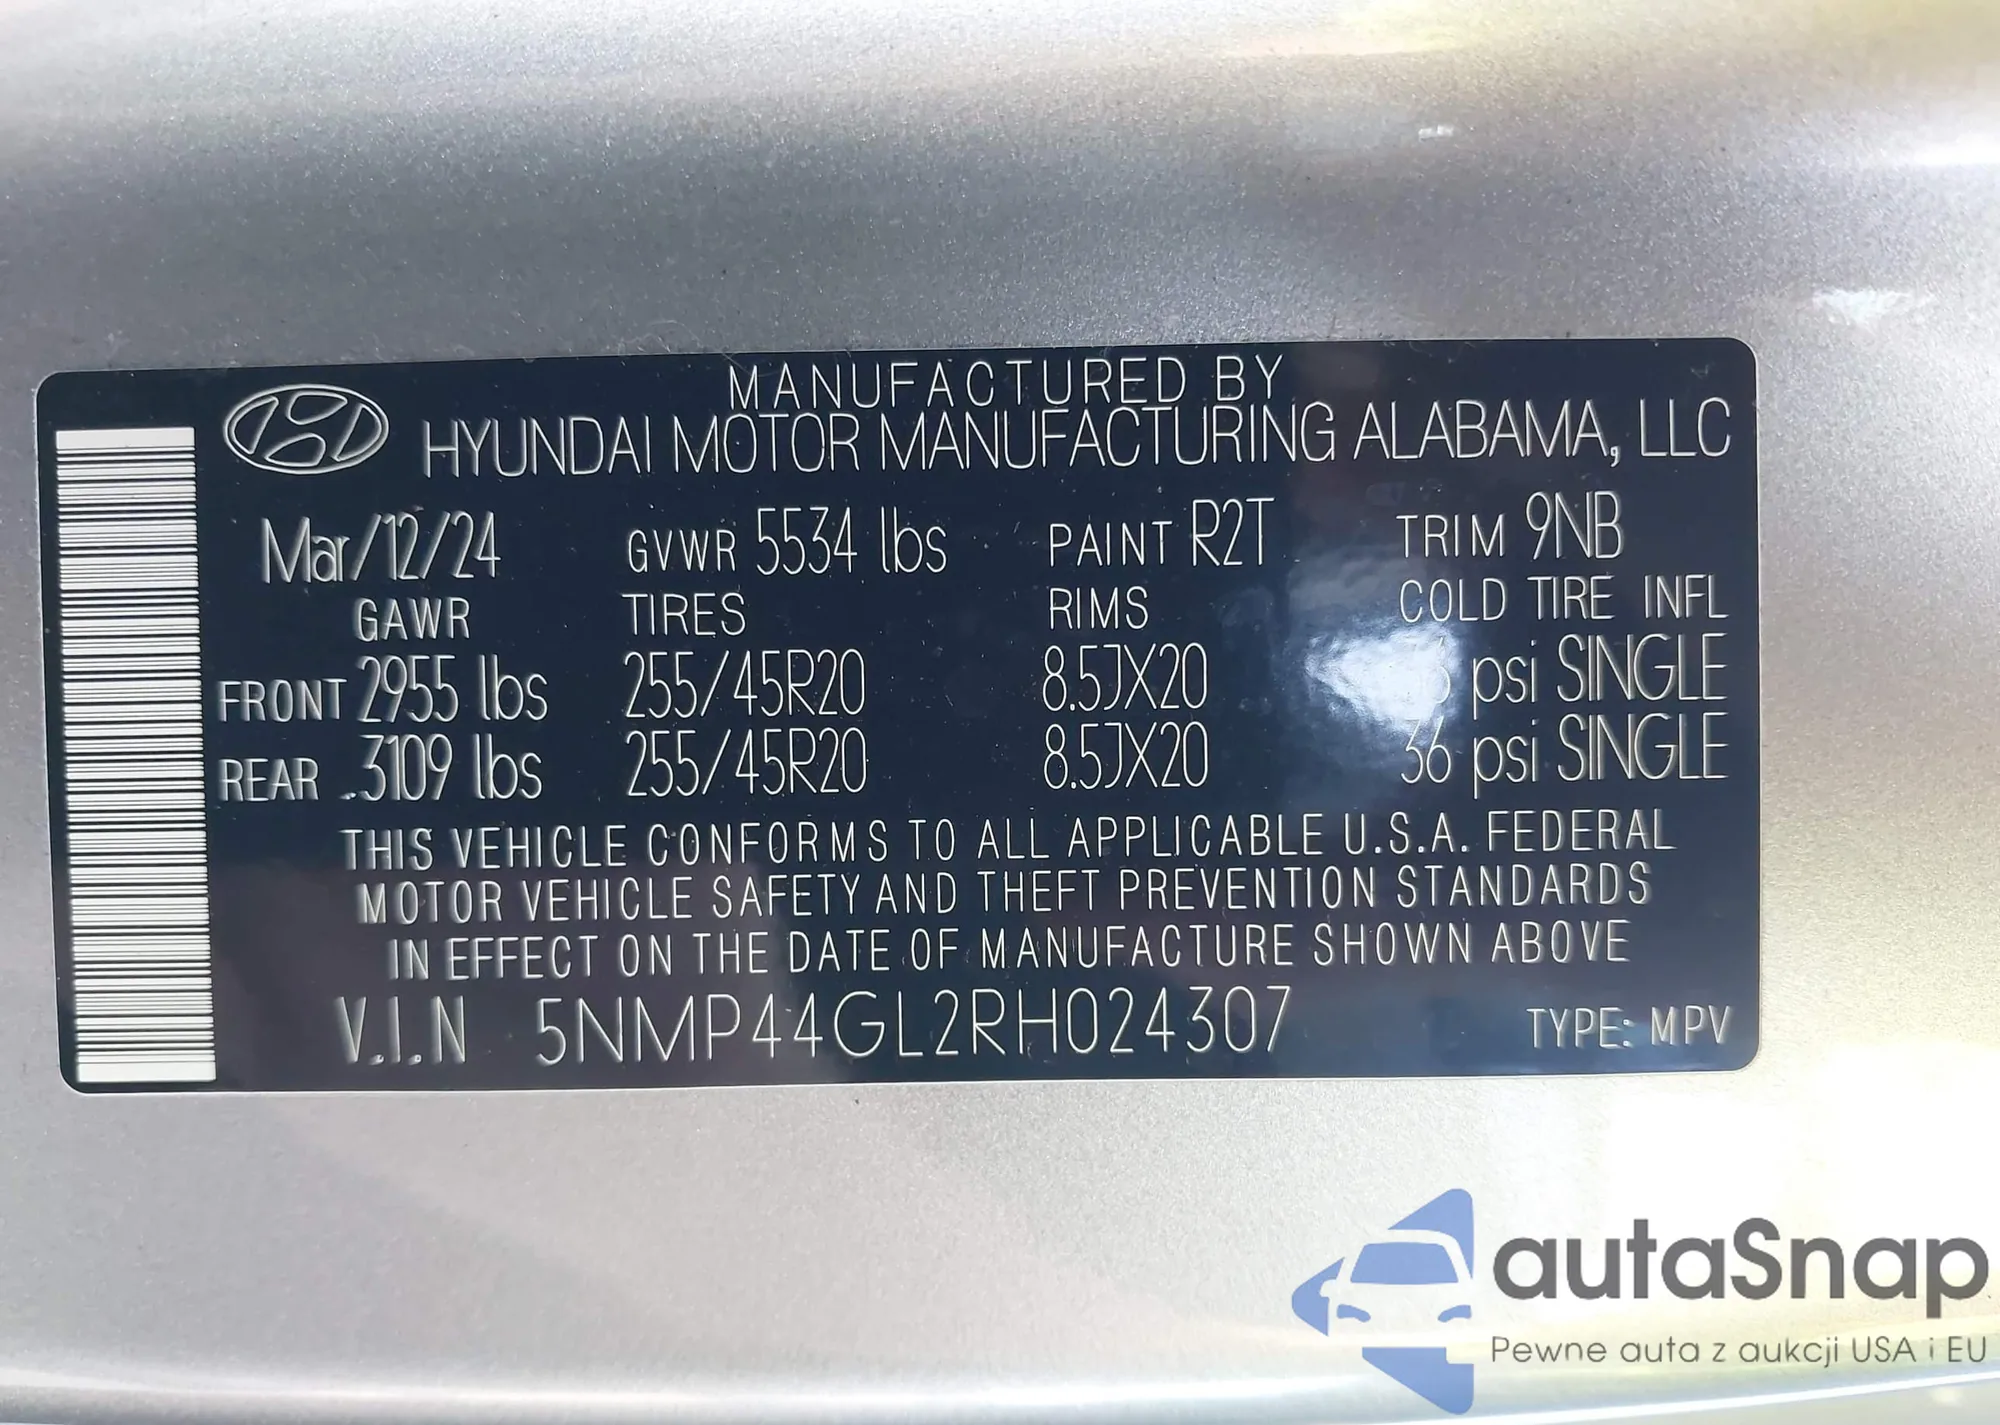 MANUFACTURED BY
HYUNDAI MOTOR MANUFACTURING ALABAMA, LLC
Mar/12/24 GVWR 5534 lbs PAINT R2T TRIM 9NB
GAWR TIRES RIMS COLD TIRE INFL
FRONT 2955 lbs 255/45R20 8.5JX20 psi SINGLE
REAR 3109 lbs 255/45R20 8.5JX20 36 psi SINGLE
THIS VEHICLE CONFORMS TO ALL APPLICABLE U.S.A. FEDERAL
MOTOR VEHICLE SAFETY AND THEFT PREVENTION STANDARDS
IN EFFECT ON THE DATE OF MANUFACTURE SHOWN ABOVE
V.I.N 5NMP44GL2RH024307 TYPE: MPV
autaSnap
Pewne auta z aukcji USA i EU